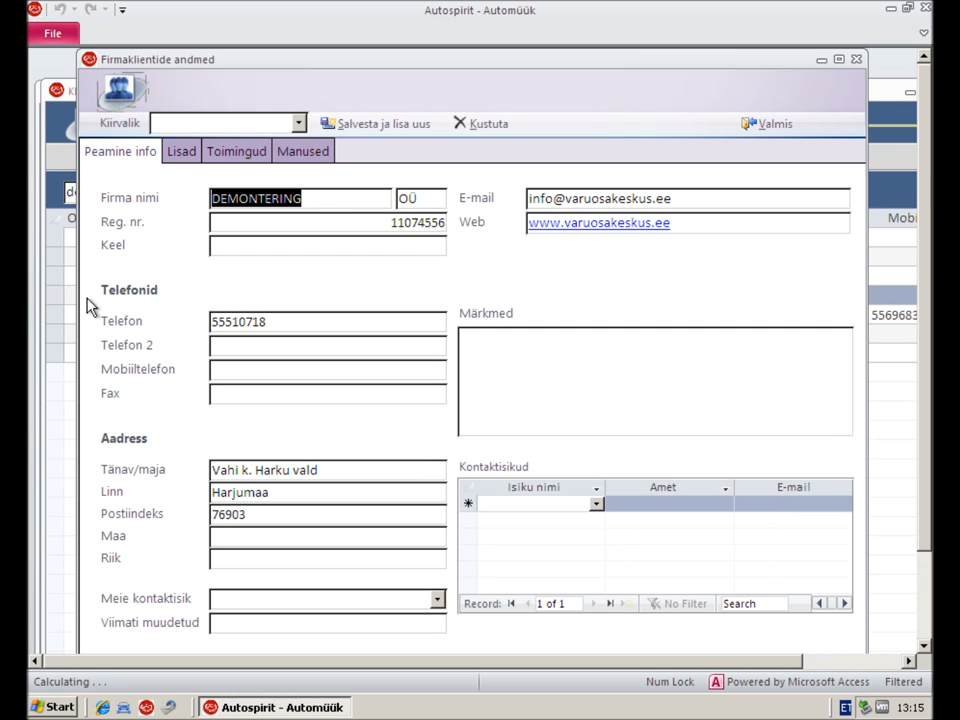 Autospirit - Automüük
File
Firmaklientide andmed
Kiirvalik
Salvesta ja lisa uus
Kustuta
Valmis
Peamine info
Lisad
Toimingud
Manused
Firma nimi
DEMONTERING
OÜ
E-mail
info@varuosakeskus.ee
Reg. nr.
11074556
Web
www.varuosakeskus.ee
Keel
Telefonid
Telefon
55510718
Märkmed
5569683
Telefon 2
Mobiiltelefon
Fax
Aadress
Tänav/maja
Vahi k. Harku vald
Kontaktisikud
Linn
Harjumaa
Isiku nimi
Amet
E-mail
Postiindeks
76903
Maa
Riik
Meie kontaktisik
Record:
1 of 1
No Filter
Search
Viimati muudetud
Calculating . . .
Num Lock
Powered by Microsoft Access
Filtered
Start
Autospirit - Automüük
ET
13:15